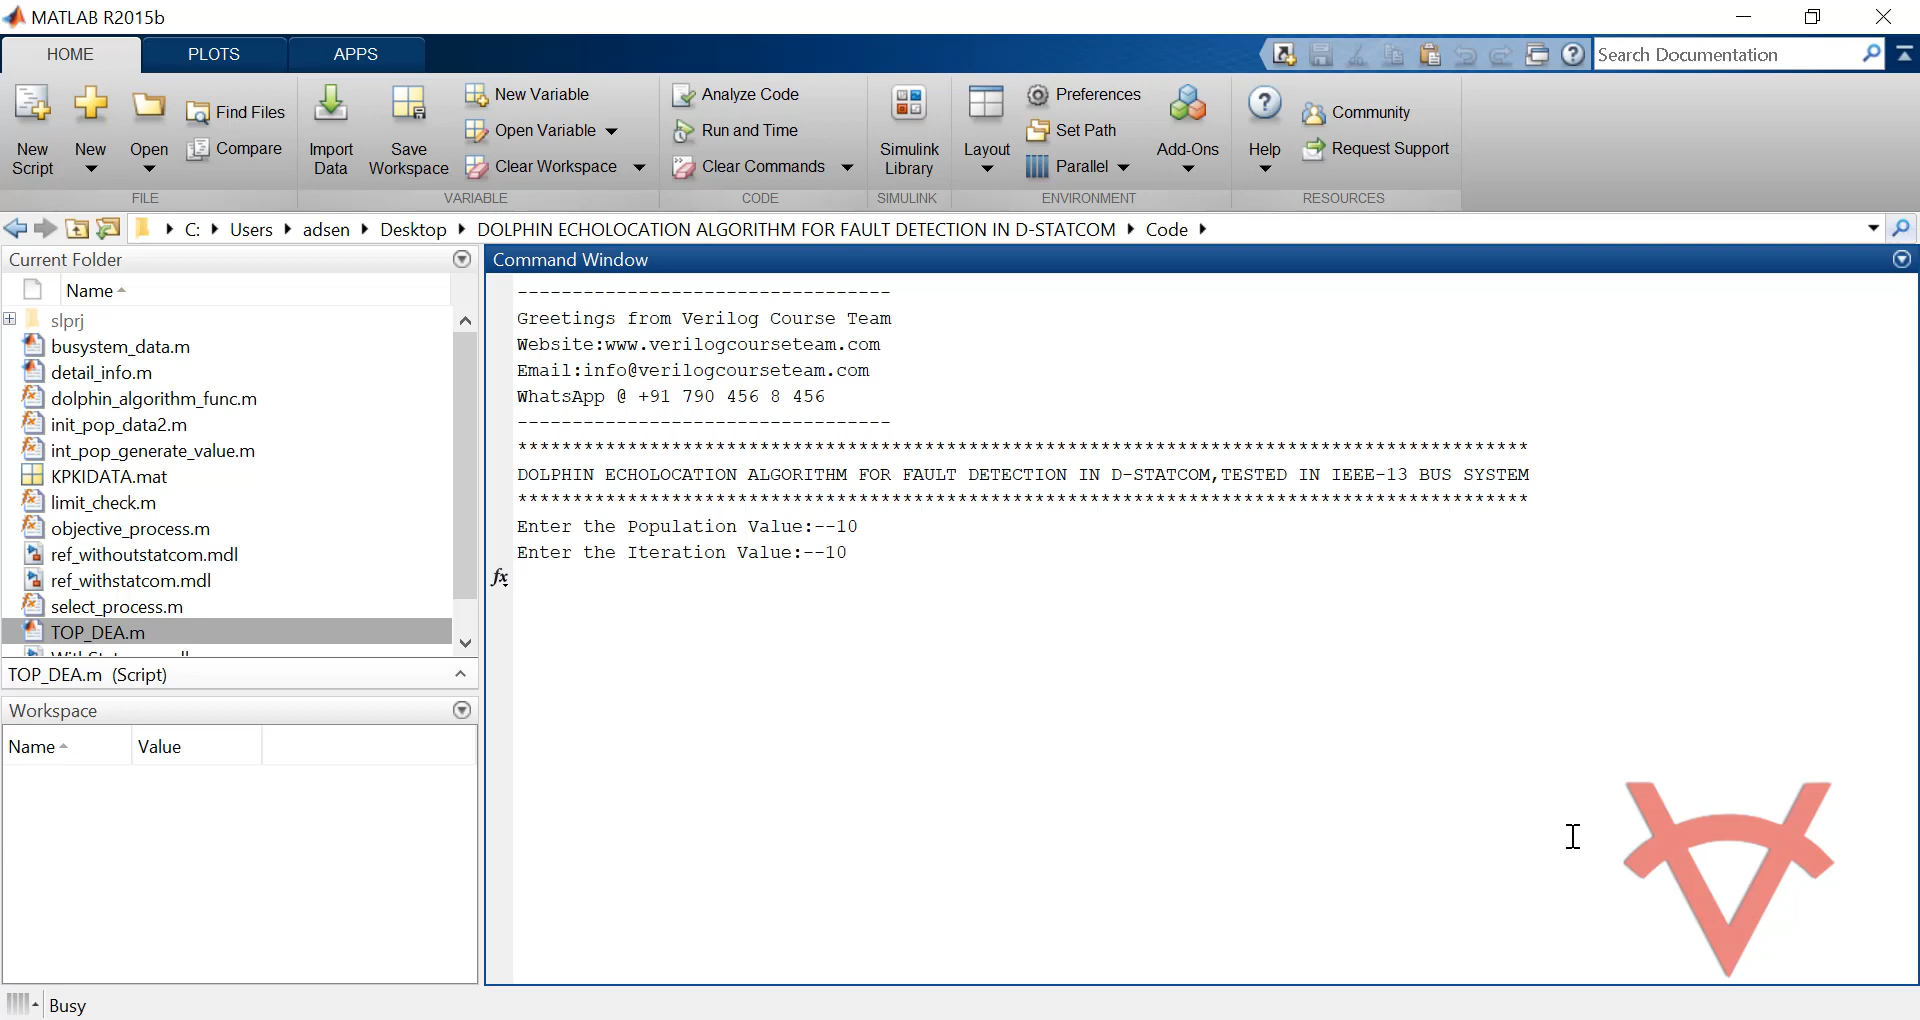 MATLAB R2015b
HOME PLOTS APPS
Search Documentation
New Script
New
Open
Find Files
Compare
FILE
Import Data
Save Workspace
New Variable
Open Variable
Clear Workspace
VARIABLE
Analyze Code
Run and Time
Clear Commands
CODE
Simulink Library
SIMULINK
Layout
Preferences
Set Path
Parallel
Add-Ons
ENVIRONMENT
Help
Community
Request Support
RESOURCES
C: Users adsen Desktop DOLPHIN ECHOLOCATION ALGORITHM FOR FAULT DETECTION IN D-STATCOM Code
Current Folder
Name
slprj
busystem_data.m
detail_info.m
dolphin_algorithm_func.m
init_pop_data2.m
int_pop_generate_value.m
KPKIDATA.mat
limit_check.m
objective_process.m
ref_withoutstatcom.mdl
ref_withstatcom.mdl
select_process.m
TOP_DEA.m
TOP_DEA.m (Script)
Workspace
Name Value
Command Window
----------------------------------
Greetings from Verilog Course Team
Website:www.verilogcourseteam.com
Email:info@verilogcourseteam.com
WhatsApp @ +91 790 456 8 456
----------------------------------
********************************************************************************************
DOLPHIN ECHOLOCATION ALGORITHM FOR FAULT DETECTION IN D-STATCOM,TESTED IN IEEE-13 BUS SYSTEM
********************************************************************************************
Enter the Population Value:--10
Enter the Iteration Value:--10
fx
Busy